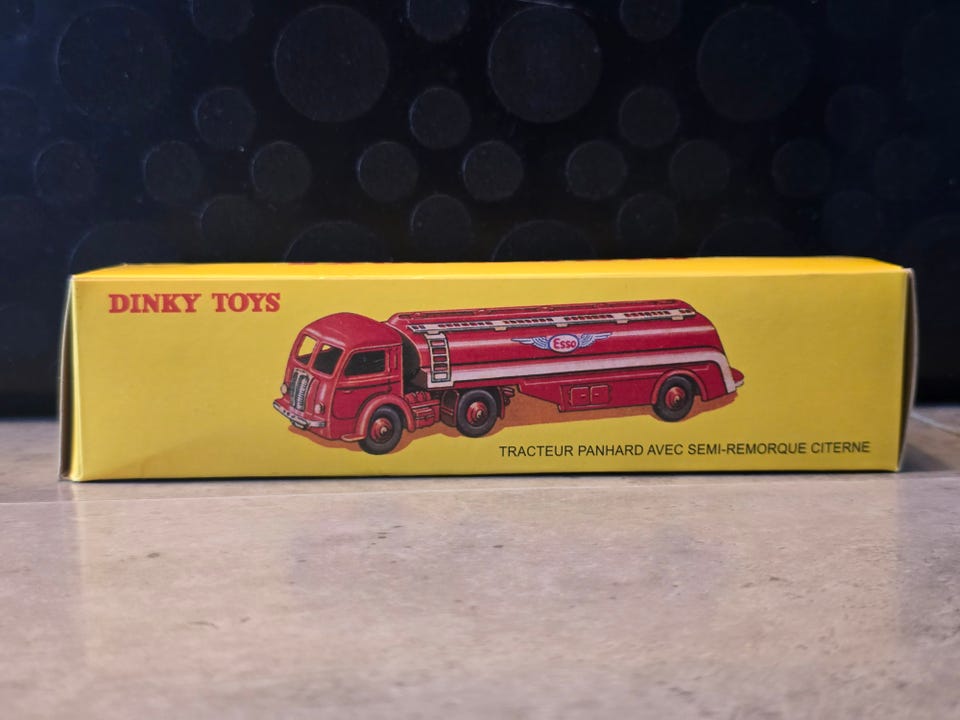 DINKY TOYS
Esso
TRACTEUR PANHARD AVEC SEMI-REMORQUE CITERNE